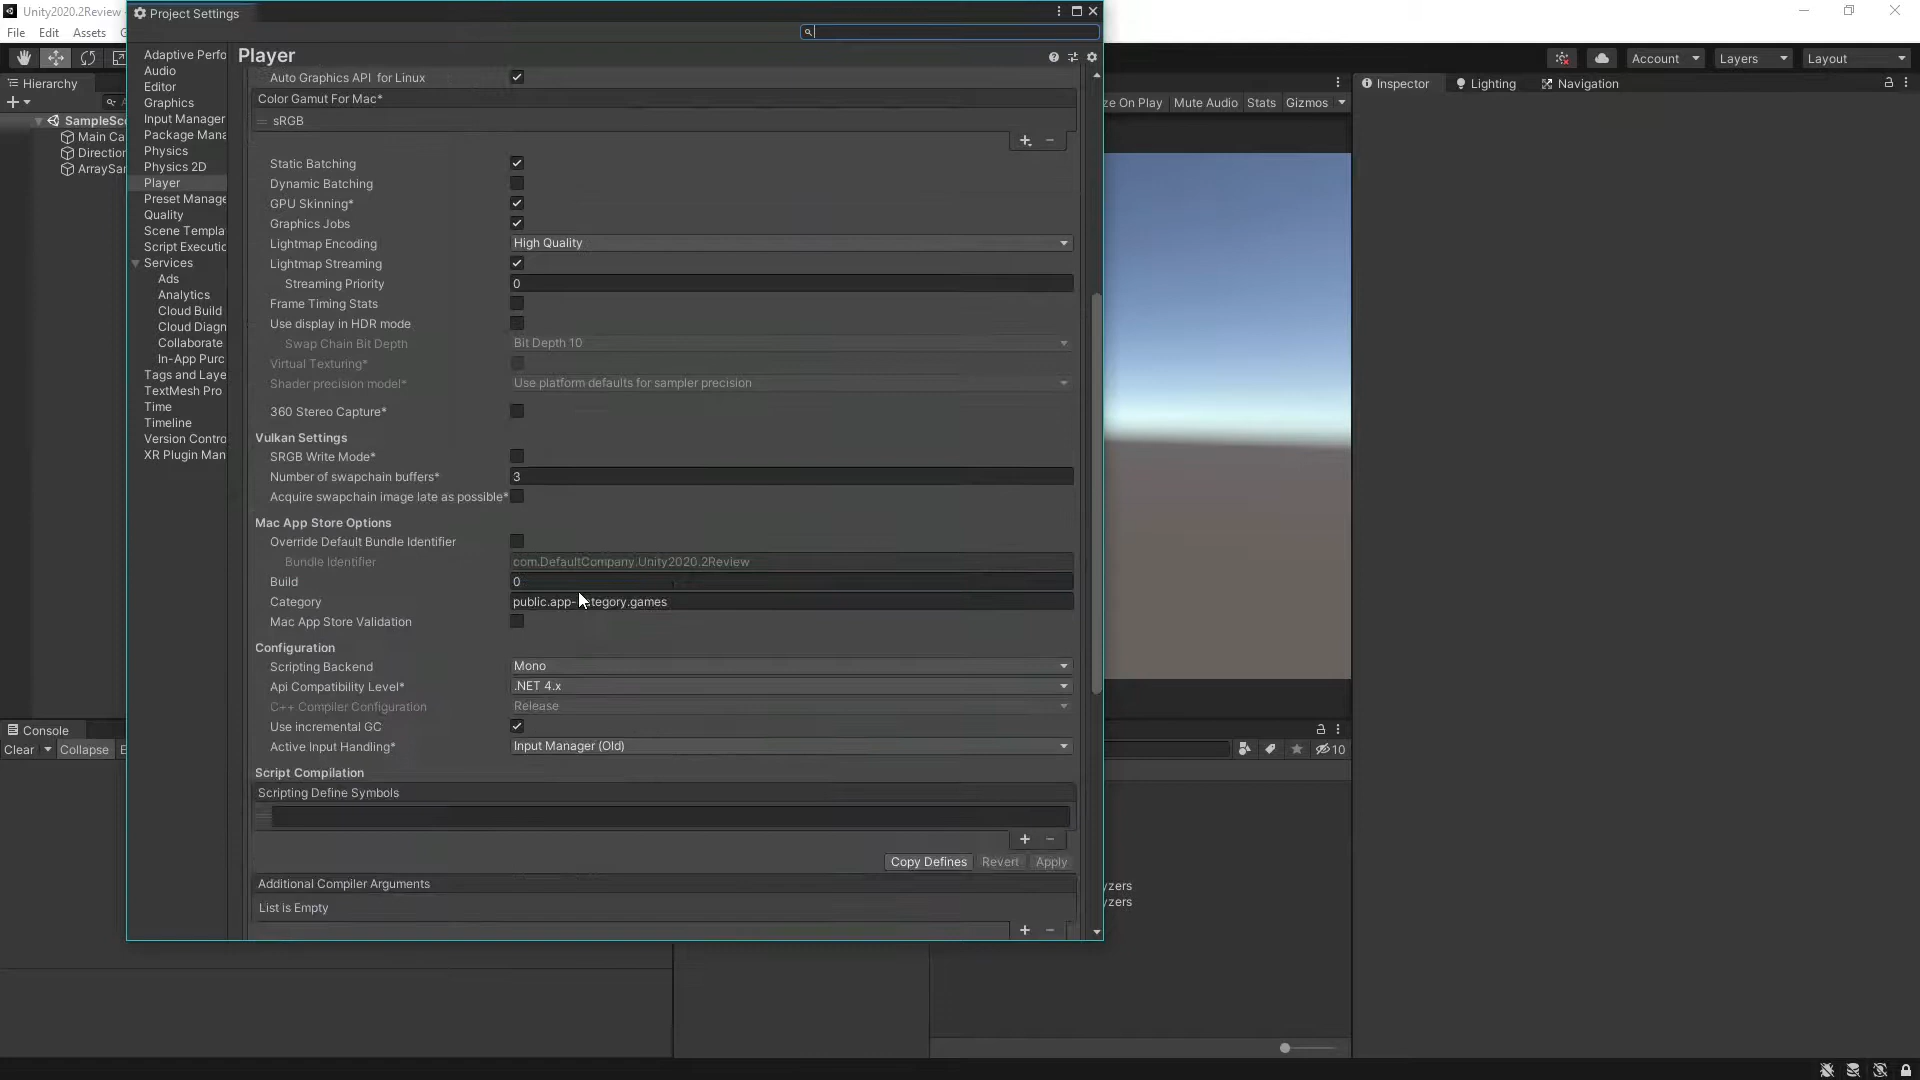 Unity2020.2Review -
Project Settings
File Edit Assets
Hierarchy
SampleSc
Main Ca
Direction
ArraySar
Adaptive Perfo
Audio
Editor
Graphics
Input Manager
Package Mana
Physics
Physics 2D
Player
Preset Manage
Quality
Scene Templa
Script Executio
Services
Ads
Analytics
Cloud Build
Cloud Diagn
Collaborate
In-App Purc
Tags and Laye
TextMesh Pro
Time
Timeline
Version Contro
XR Plugin Man
Player
Auto Graphics API for Linux
Color Gamut For Mac*
sRGB
Static Batching
Dynamic Batching
GPU Skinning*
Graphics Jobs
Lightmap Encoding High Quality
Lightmap Streaming
Streaming Priority 0
Frame Timing Stats
Use display in HDR mode
Swap Chain Bit Depth Bit Depth 10
Virtual Texturing*
Shader precision model* Use platform defaults for sampler precision
360 Stereo Capture*
Vulkan Settings
SRGB Write Mode*
Number of swapchain buffers* 3
Acquire swapchain image late as possible*
Mac App Store Options
Override Default Bundle Identifier
Bundle Identifier com.DefaultCompany.Unity2020.2Review
Build 0
Category public.app- tegory.games
Mac App Store Validation
Configuration
Scripting Backend Mono
Api Compatibility Level* .NET 4.x
C++ Compiler Configuration Release
Use incremental GC
Active Input Handling* Input Manager (Old)
Script Compilation
Scripting Define Symbols
Copy Defines Revert Apply
Additional Compiler Arguments
List is Empty
Console
Clear Collapse E
Account Layers Layout
ze On Play Mute Audio Stats Gizmos
Inspector Lighting Navigation
10
yzers
yzers